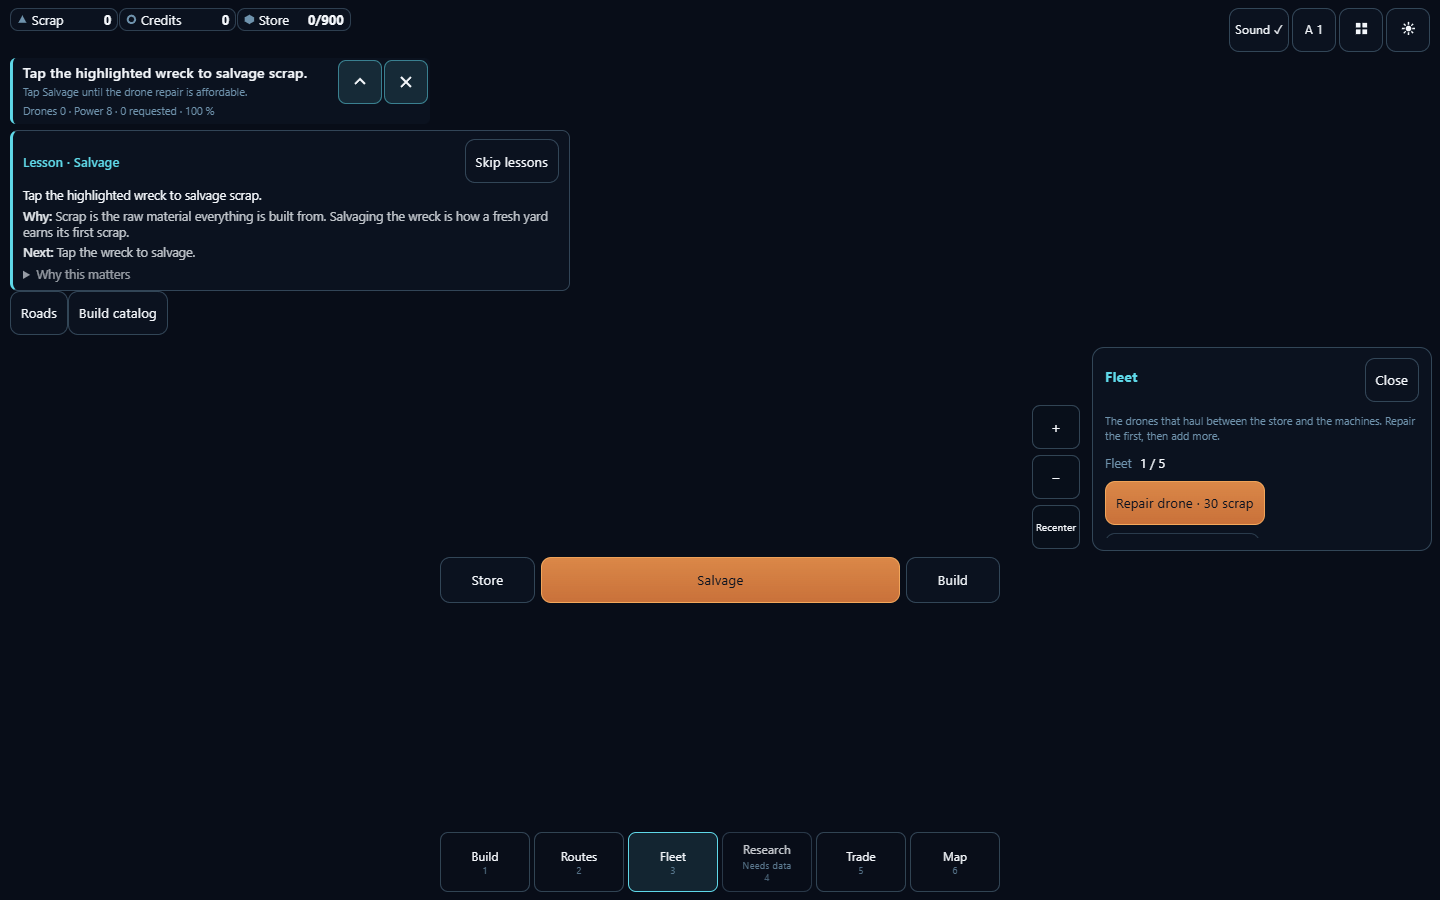 Scrap 0 Credits 0 Store 0/900
Sound ✓ A 1
Tap the highlighted wreck to salvage scrap.
Tap Salvage until the drone repair is affordable.
Drones 0 · Power 8 · 0 requested · 100 %
Lesson · Salvage
Skip lessons
Tap the highlighted wreck to salvage scrap.
Why: Scrap is the raw material everything is built from. Salvaging the wreck is how a fresh yard
earns its first scrap.
Next: Tap the wreck to salvage.
Why this matters
Roads Build catalog
Fleet
Close
The drones that haul between the store and the machines. Repair
the first, then add more.
Fleet 1 / 5
Repair drone · 30 scrap
+
−
Recenter
Store Salvage Build
Build Routes Fleet Research Trade Map
Needs data
1 2 3 4 5 6